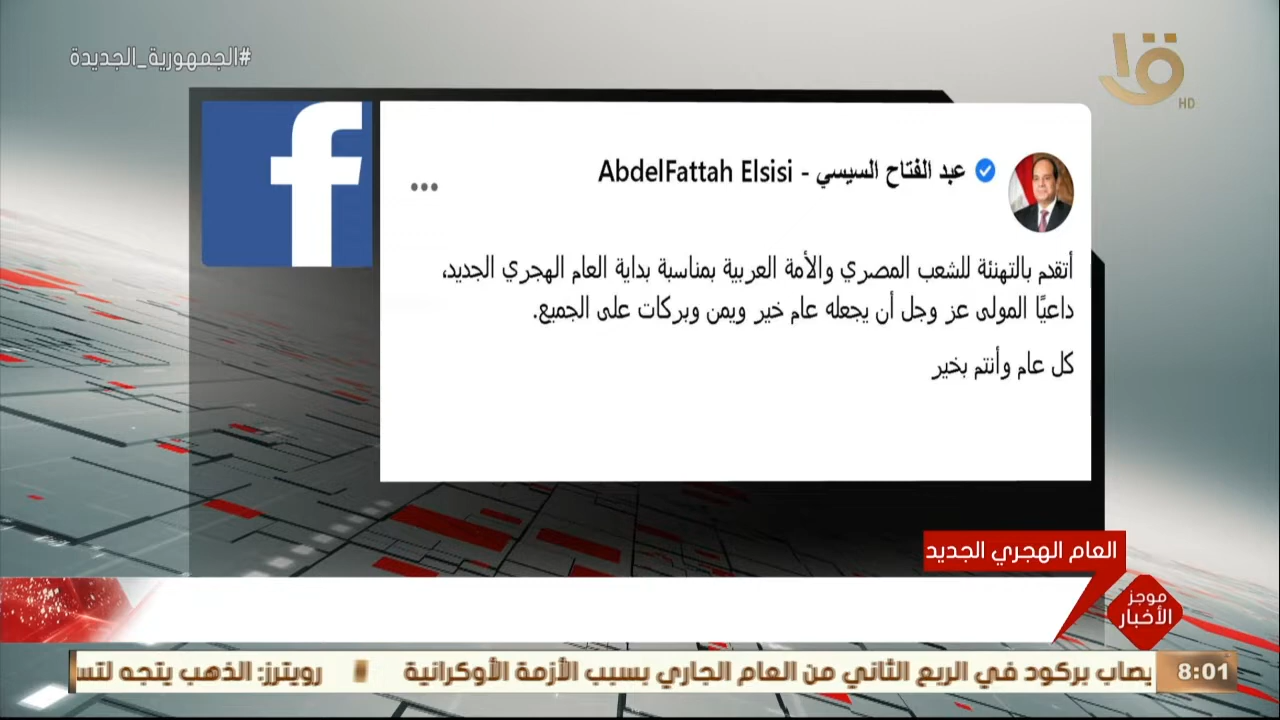 #الجمهورية_الجديدة
HD
عبد الفتاح السيسي - AbdelFattah Elsisi
أتقدم بالتهنئة للشعب المصري والأمة العربية بمناسبة بداية العام الهجري الجديد،
داعيًا المولى عز وجل أن يجعله عام خير ويمن وبركات على الجميع.
كل عام وأنتم بخير
العام الهجري الجديد
موجز
الأخبار
8:01 يصاب بركود في الربع الثاني من العام الجاري بسبب الأزمة الأوكرانية رويترز: الذهب يتجه لتس